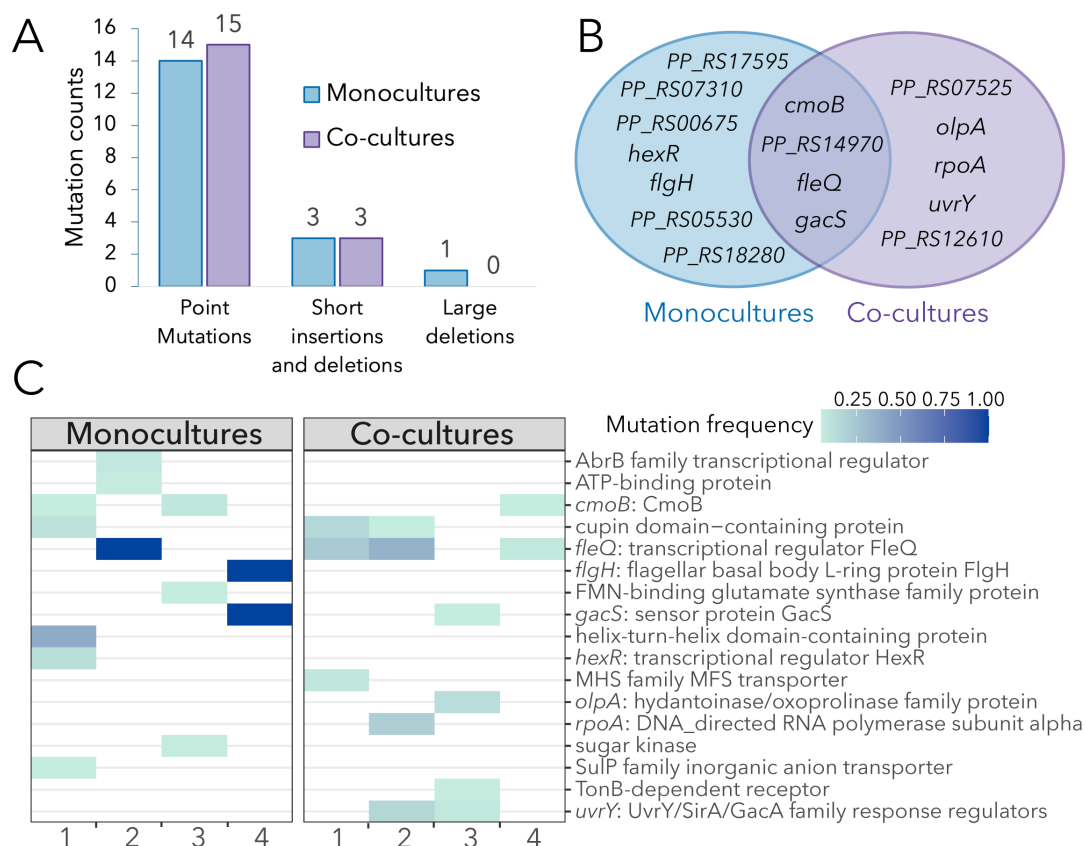 A
16
14
12
10
8
6
4
2
0
Mutation counts
14
15
3
3
1
0
Monocultures
Co-cultures
Point
Mutations
Short
insertions
and deletions
Large
deletions
B
PP_RS17595
PP_RS07310
PP_RS00675
hexR
flgH
PP_RS05530
PP_RS18280
cmoB
PP_RS14970
fleQ
gacS
PP_RS07525
olpA
rpoA
uvrY
PP_RS12610
Monocultures
Co-cultures
C
Mutation frequency
0.25 0.50 0.75 1.00
Monocultures
Co-cultures
AbrB family transcriptional regulator
ATP-binding protein
cmoB: CmoB
cupin domain−containing protein
fleQ: transcriptional regulator FleQ
flgH: flagellar basal body L-ring protein FlgH
FMN-binding glutamate synthase family protein
gacS: sensor protein GacS
helix-turn-helix domain-containing protein
hexR: transcriptional regulator HexR
MHS family MFS transporter
olpA: hydantoinase/oxoprolinase family protein
rpoA: DNA_directed RNA polymerase subunit alpha
sugar kinase
SulP family inorganic anion transporter
TonB-dependent receptor
uvrY: UvrY/SirA/GacA family response regulators
1 2 3 4
1 2 3 4